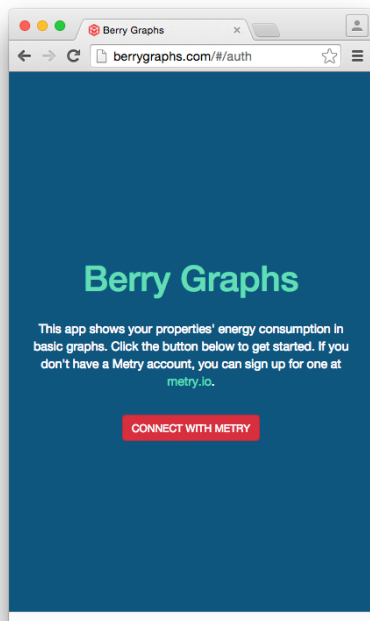 Berry Graphs
berrygraphs.com/#/auth
Berry Graphs
This app shows your properties' energy consumption in
basic graphs. Click the button below to get started. If you
don't have a Metry account, you can sign up for one at
metry.io.
CONNECT WITH METRY